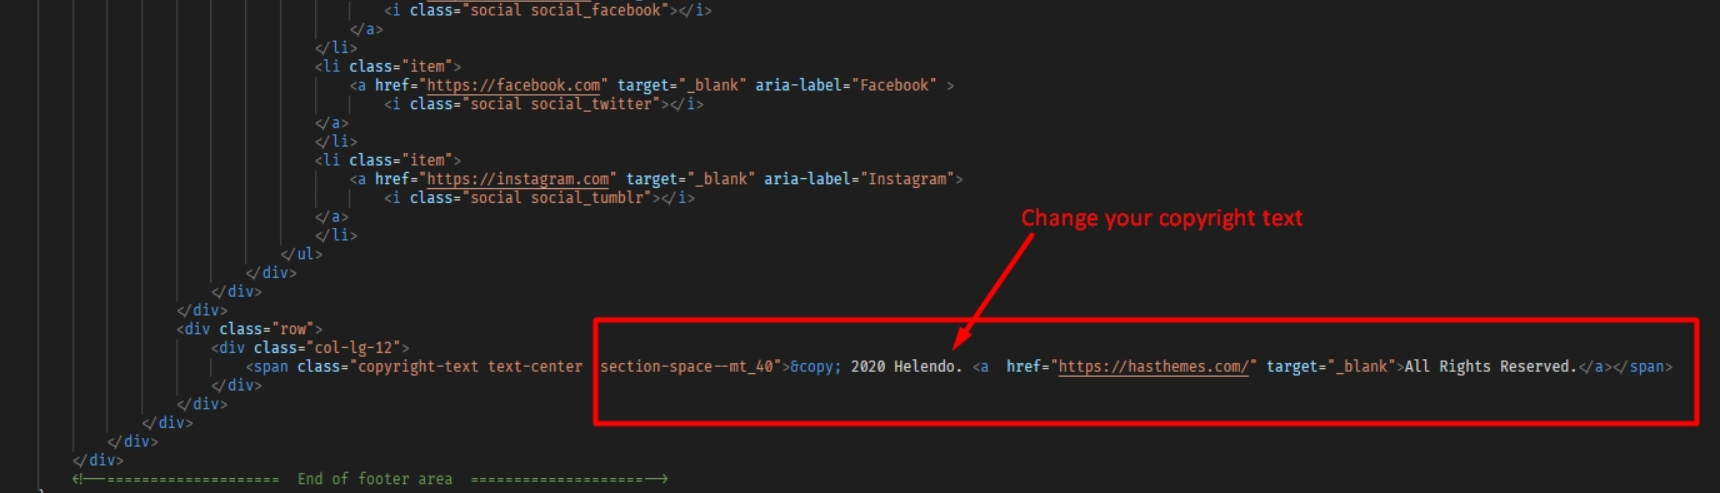 <i class="social social_facebook"></i>
</a>
</li>
<li class="item">
<a href="https://facebook.com" target="_blank" aria-label="Facebook" >
<i class="social social_twitter"></i>
</a>
</li>
<li class="item">
<a href="https://instagram.com" target="_blank" aria-label="Instagram">
<i class="social social_tumblr"></i>
</a>
Change your copyright text
</li>
</ul>
</div>
</div>
</div>
<div class="row">
<div class="col-lg-12">
<span class="copyright-text text-center section-space--mt_40">&copy; 2020 Helendo. <a  href="https://hasthemes.com/" target="_blank">All Rights Reserved.</a></span>
</div>
</div>
</div>
</div>
</div>
<!--==================== End of footer area ====================-->